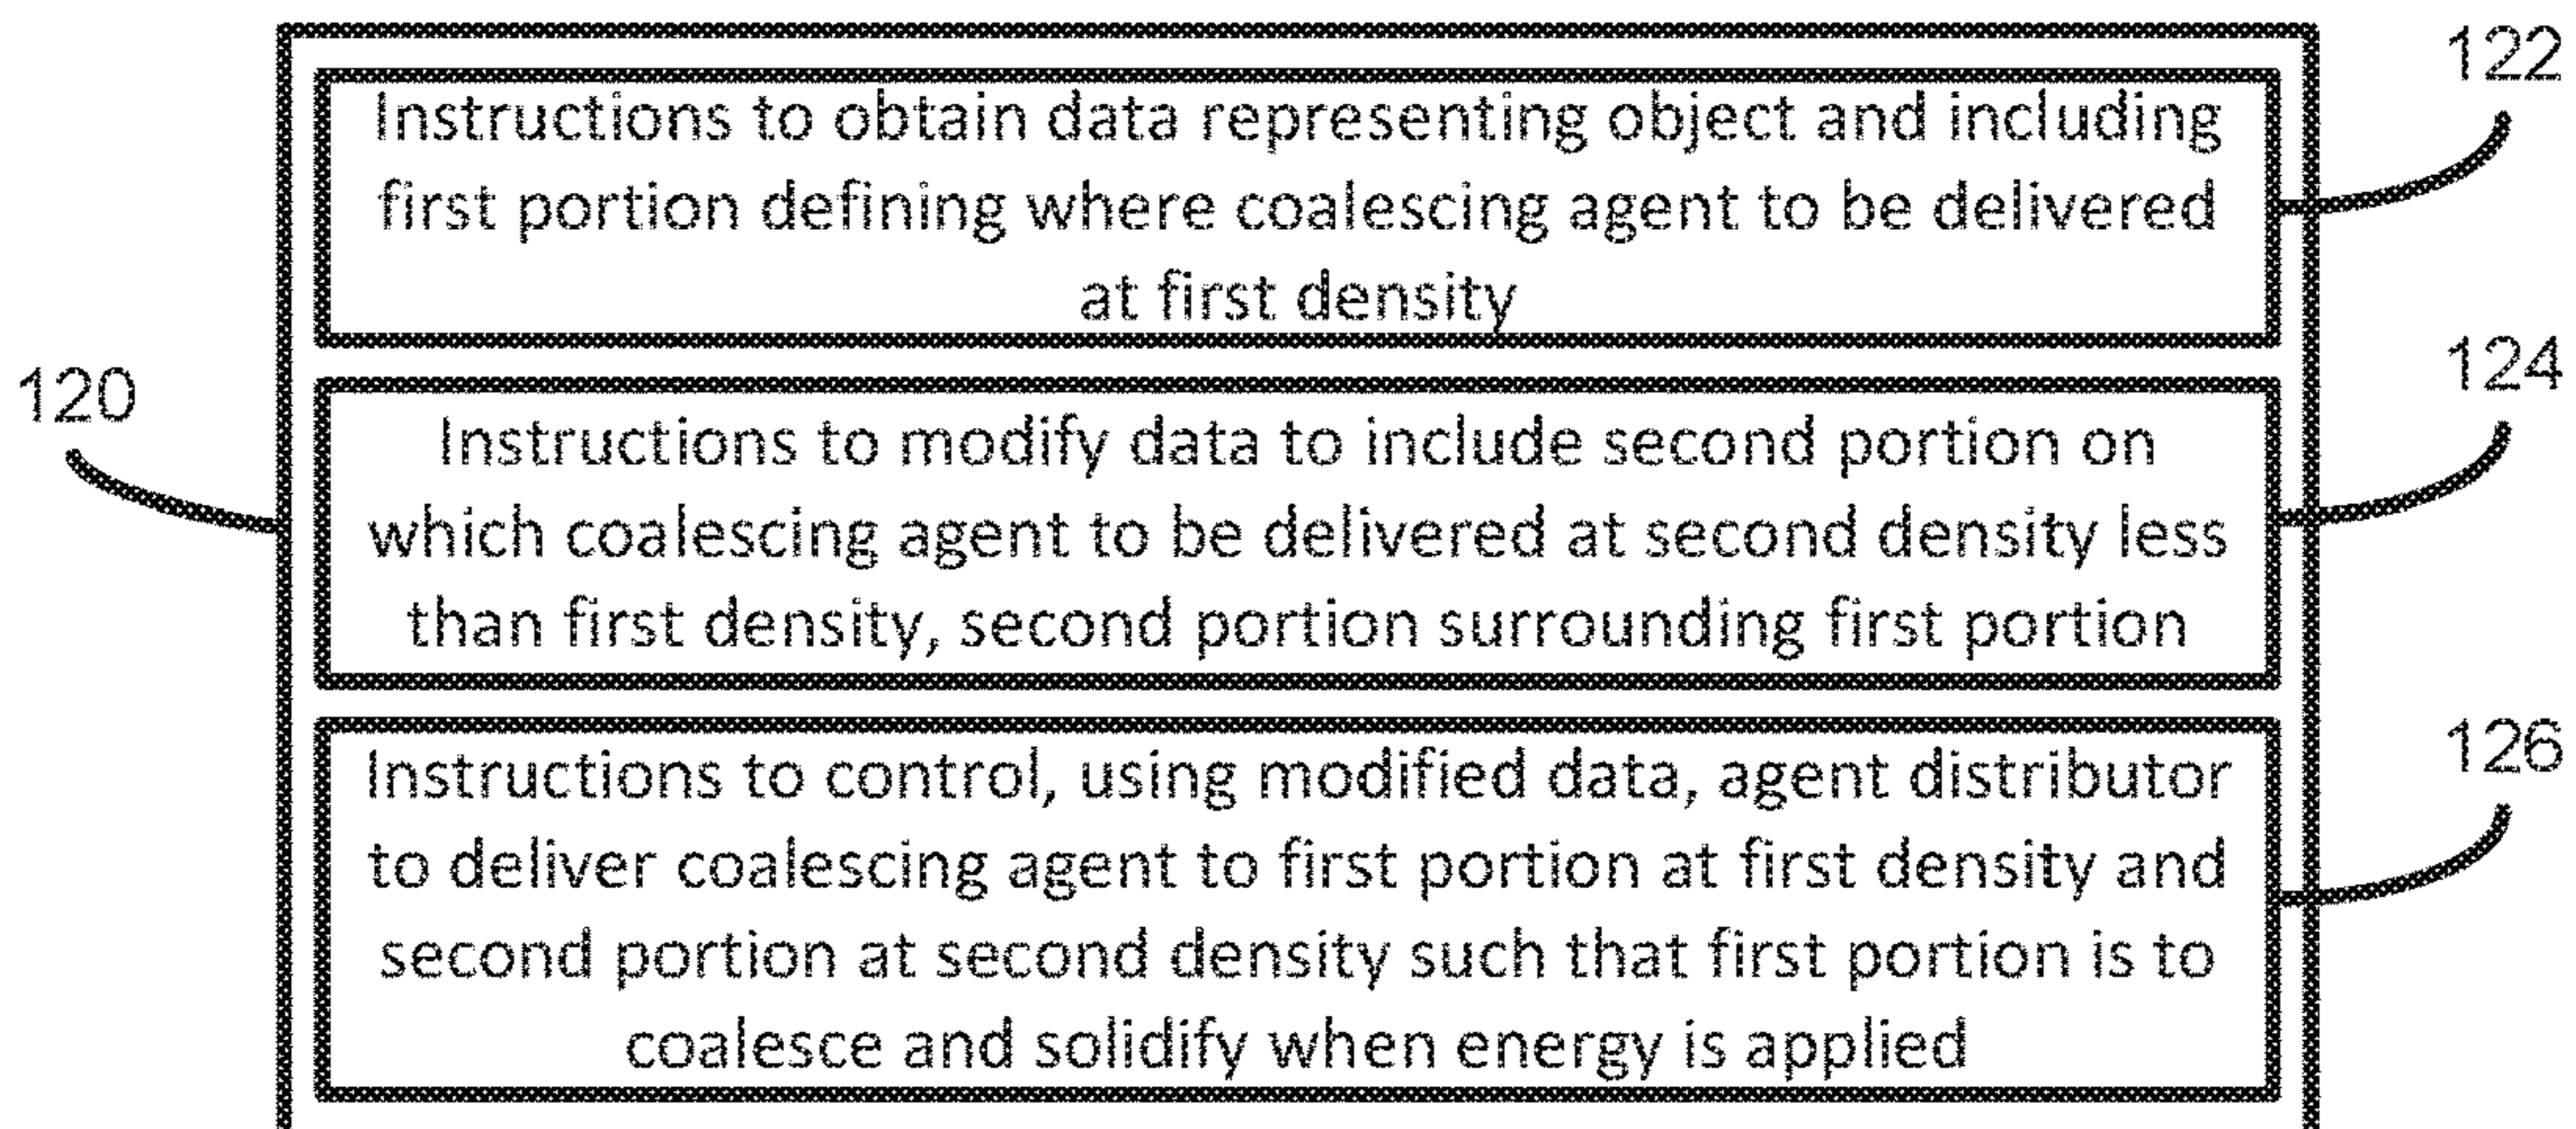 122
Instructions to obtain data representing object and including
first portion defining where coalescing agent to be delivered
at first density
120
124
Instructions to modify data to include second portion on
which coalescing agent to be delivered at second density less
than first density, second portion surrounding first portion
126
Instructions to control, using modified data, agent distributor
to deliver coalescing agent to first portion at first density and
second portion at second density such that first portion is to
coalesce and solidify when energy is applied